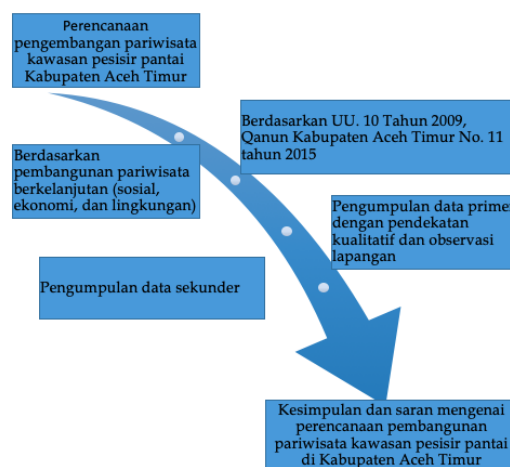 Perencanaan
pengembangan pariwisata
kawasan pesisir pantai
Kabupaten Aceh Timur
Berdasarkan UU. 10 Tahun 2009,
Qanun Kabupaten Aceh Timur No. 11
tahun 2015
Berdasarkan
pembangunan pariwisata
berkelanjutan (sosial,
ekonomi, dan lingkungan)
Pengumpulan data prime
dengan pendekatan
kualitatif dan observasi
lapangan
Pengumpulan data sekunder
Kesimpulan dan saran mengenai
perencanaan pembangunan
pariwisata kawasan pesisir pantai
di Kabupaten Aceh Timur